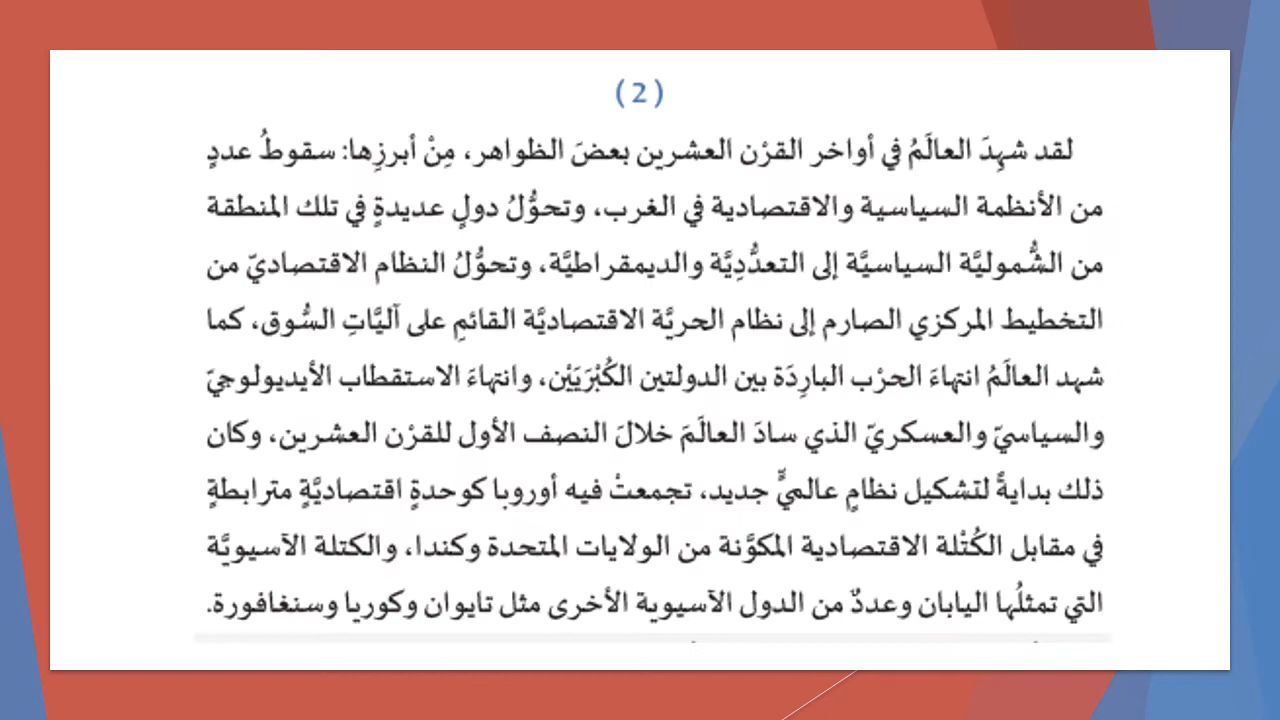 (2)
لقد شهِدَ العالَمُ في أواخر القرْن العشرين بعضَ الظواهر، مِنْ أبرزِها: سقوطُ عددٍ
من الأنظمة السياسية والاقتصادية في الغرب، وتحوُّلُ دولٍ عديدةٍ في تلك المنطقة
من الشُّموليَّة السياسيَّة إلى التعدُّدِيَّة والديمقراطيَّة، وتحوُّلُ النظام الاقتصاديّ من
التخطيط المركزي الصارم إلى نظام الحريَّة الاقتصاديَّة القائمِ على آليَّاتِ السُّوق، كما
شهد العالَمُ انتهاءَ الحرْب البارِدَة بين الدولتين الكُبْرَيَيْن، وانتهاءَ الاستقطاب الأيديولوجيّ
والسياسيّ والعسكريّ الذي سادَ العالَمَ خلالَ النصف الأول للقرْن العشرين، وكان
ذلك بدايةً لتشكيل نظامٍ عالميٍّ جديد، تجمعتْ فيه أوروبا كوحدةٍ اقتصاديَّةٍ مترابطةٍ
في مقابل الكُتْلة الاقتصادية المكوَّنة من الولايات المتحدة وكندا، والكتلة الآسيويَّة
التي تمثلُها اليابان وعددٌ من الدول الآسيوية الأخرى مثل تايوان وكوريا وسنغافورة.